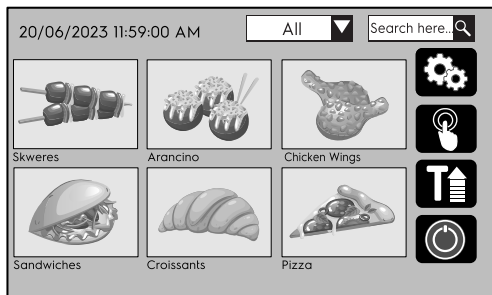 20/06/2023 11:59:00 AM
All
Search here...
Skweres
Arancino
Chicken Wings
Sandwiches
Croissants
Pizza
T